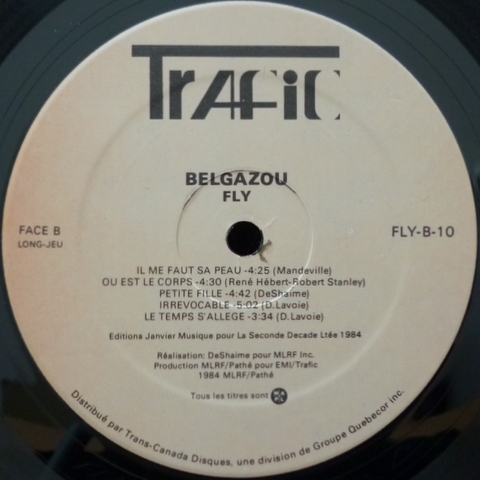 TRAFIC
BELGAZOU
FLY
FACE B
LONG-JEU
FLY-B-10
IL ME FAUT SA PEAU -4:25 (Mandeville)
OU EST LE CORPS -4:30 (René Hébert-Robert Stanley)
PETITE FILLE -4:42 (DeShaime)
IRREVOCABLE -5:02 (D.Lavoie)
LE TEMPS S'ALLEGE -3:34 (D.Lavoie)
Editions Janvier Musique pour La Seconde Decade Ltée 1984
Réalisation: DeShaime pour MLRF Inc.
Production MLRF/Pathé pour EMI/Trafic
1984 MLRF/Pathé
Tous les titres sont
Distribué par Trans-Canada Disques, une division de Groupe Quebecor inc.